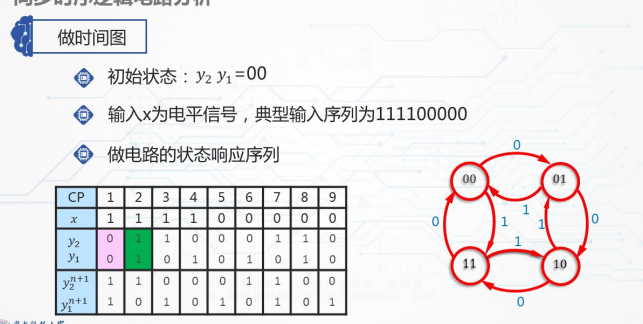 同步时序逻辑电路分析
做时间图
初始状态：y₂ y₁=00
输入x为电平信号，典型输入序列为111100000
做电路的状态响应序列
CP 1 2 3 4 5 6 7 8 9
x 1 1 1 1 0 0 0 0 0
y₂ 0 1 1 0 0 0 1 1 0
y₁ 0 1 0 1 0 1 0 1 0
y₂ⁿ⁺¹ 1 1 0 0 0 1 1 0 0
y₁ⁿ⁺¹ 1 0 1 0 1 0 1 0 1
0
00 01
0 1 1 0
1
11 10
0